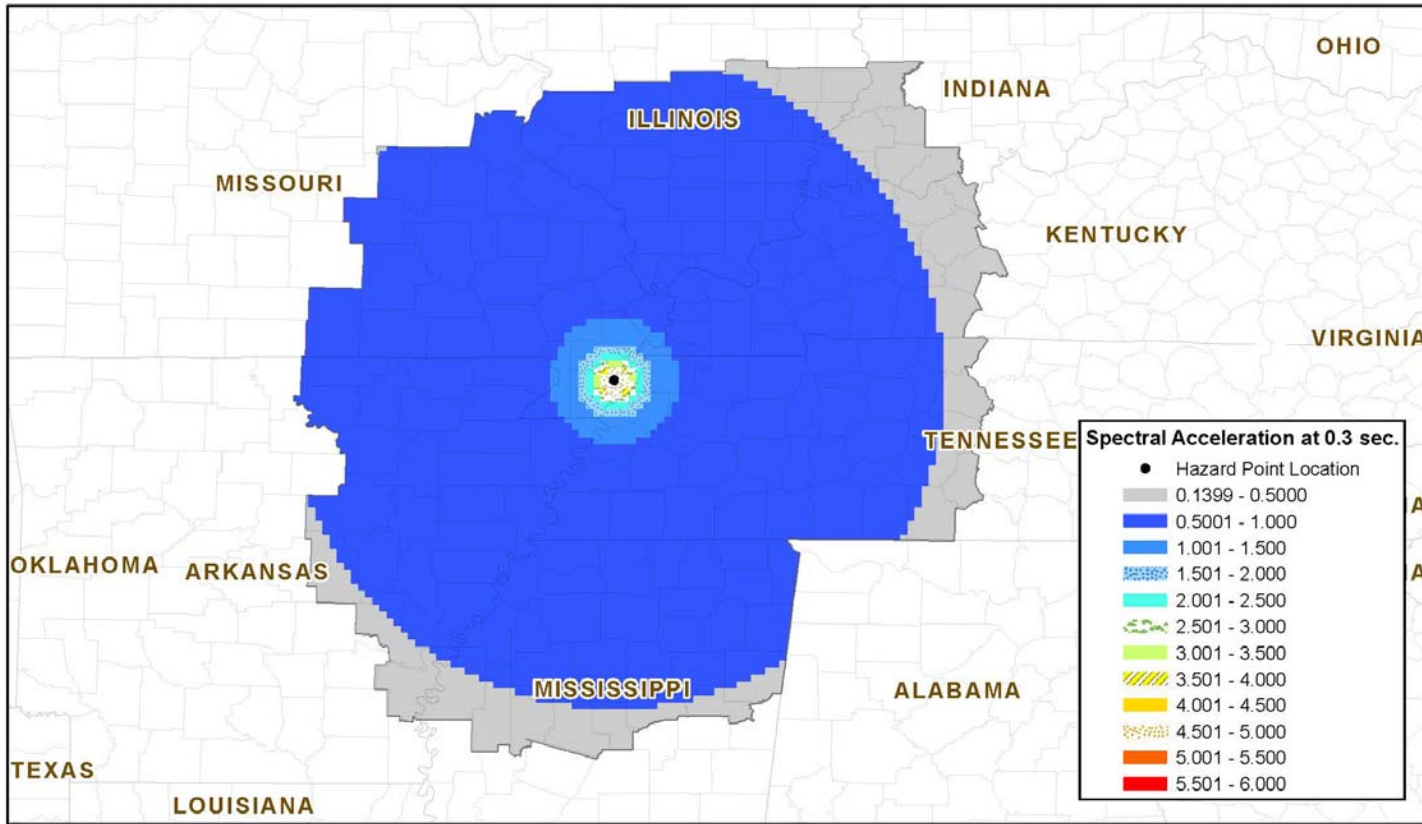 OHIO
INDIANA
ILLINOIS
MISSOURI
KENTUCKY
VIRGINIA
TENNESSEE
OKLAHOMA
ARKANSAS
MISSISSIPPI
ALABAMA
TEXAS
LOUISIANA
Spectral Acceleration at 0.3 sec.
Hazard Point Location
0.1399 - 0.5000
0.5001 - 1.000
1.001 - 1.500
1.501 - 2.000
2.001 - 2.500
2.501 - 3.000
3.001 - 3.500
3.501 - 4.000
4.001 - 4.500
4.501 - 5.000
5.001 - 5.500
5.501 - 6.000